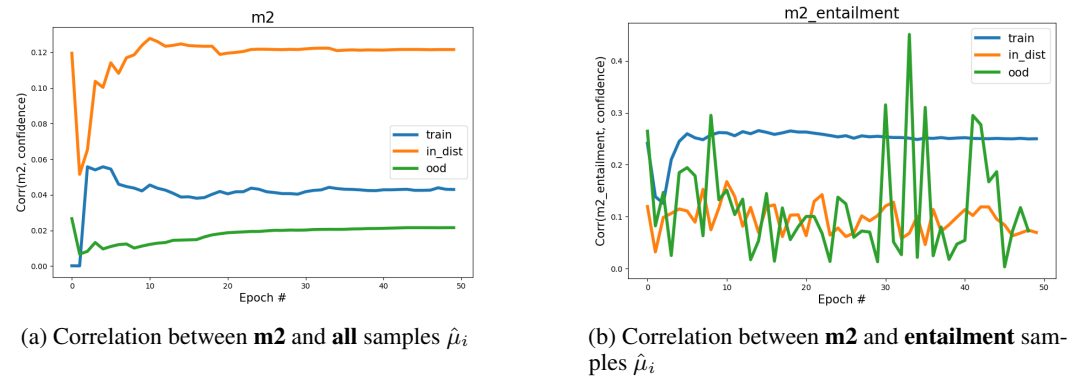 m2
Corr(m2, confidence)
0.12
0.10
0.08
0.06
0.04
0.02
0.00
train
in_dist
ood
0
10
20
30
40
50
Epoch #
(a) Correlation between m2 and all samples μ̂ᵢ
m2_entailment
Corr(m2_entailment, confidence)
0.4
0.3
0.2
0.1
0.0
train
in_dist
ood
0
10
20
30
40
50
Epoch #
(b) Correlation between m2 and entailment sam-
ples μ̂ᵢ